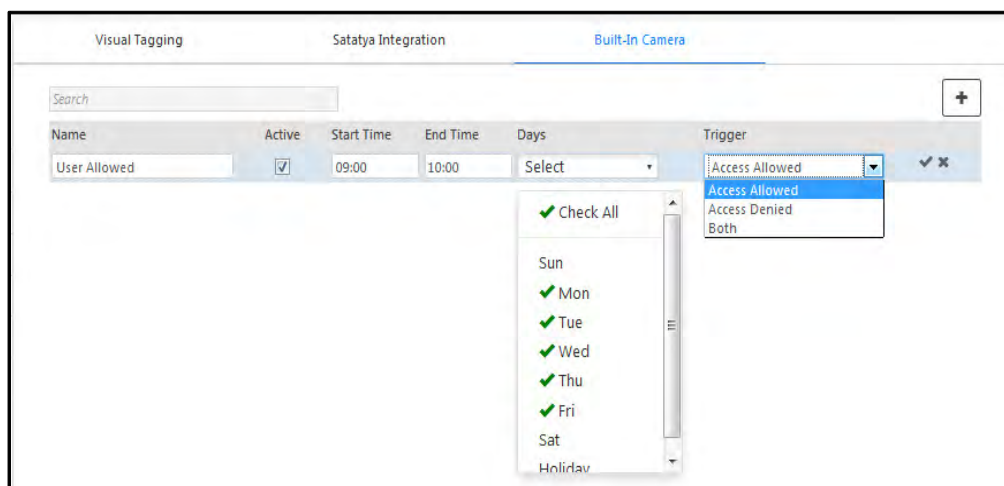 Visual Tagging Satatya Integration Built-In Camera
Search
Name Active Start Time End Time Days Trigger
User Allowed 09:00 10:00 Select Access Allowed
Access Allowed
Access Denied
Both
Check All
Sun
Mon
Tue
Wed
Thu
Fri
Sat
Holiday